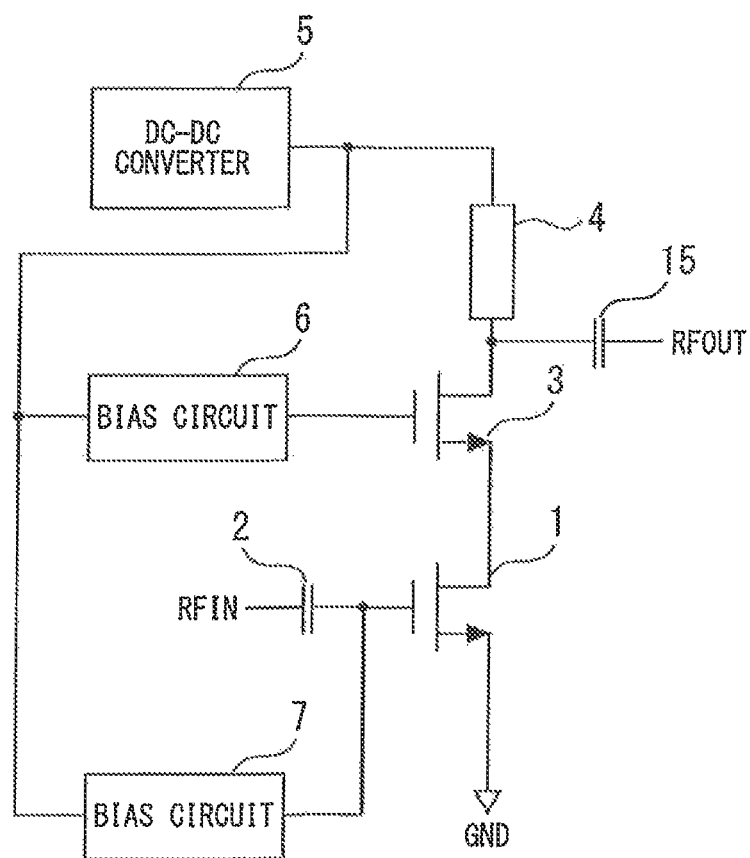 5
DC-DC
CONVERTER
4
15
6
RFOUT
BIAS CIRCUIT
3
2
1
RFIN
7
BIAS CIRCUIT
GND